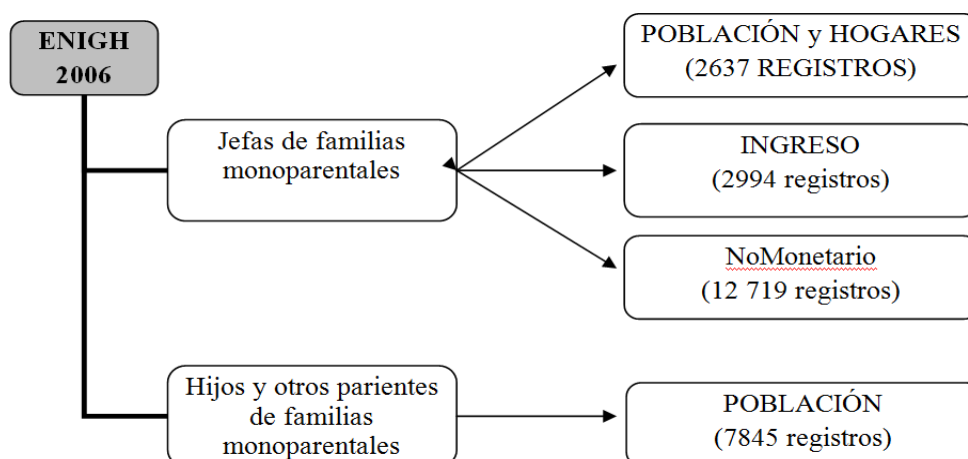 ENIGH
2006
Jefas de familias
monoparentales
POBLACIÓN y HOGARES
(2637 REGISTROS)
INGRESO
(2994 registros)
NoMonetario
(12 719 registros)
Hijos y otros parientes
de familias
monoparentales
POBLACIÓN
(7845 registros)